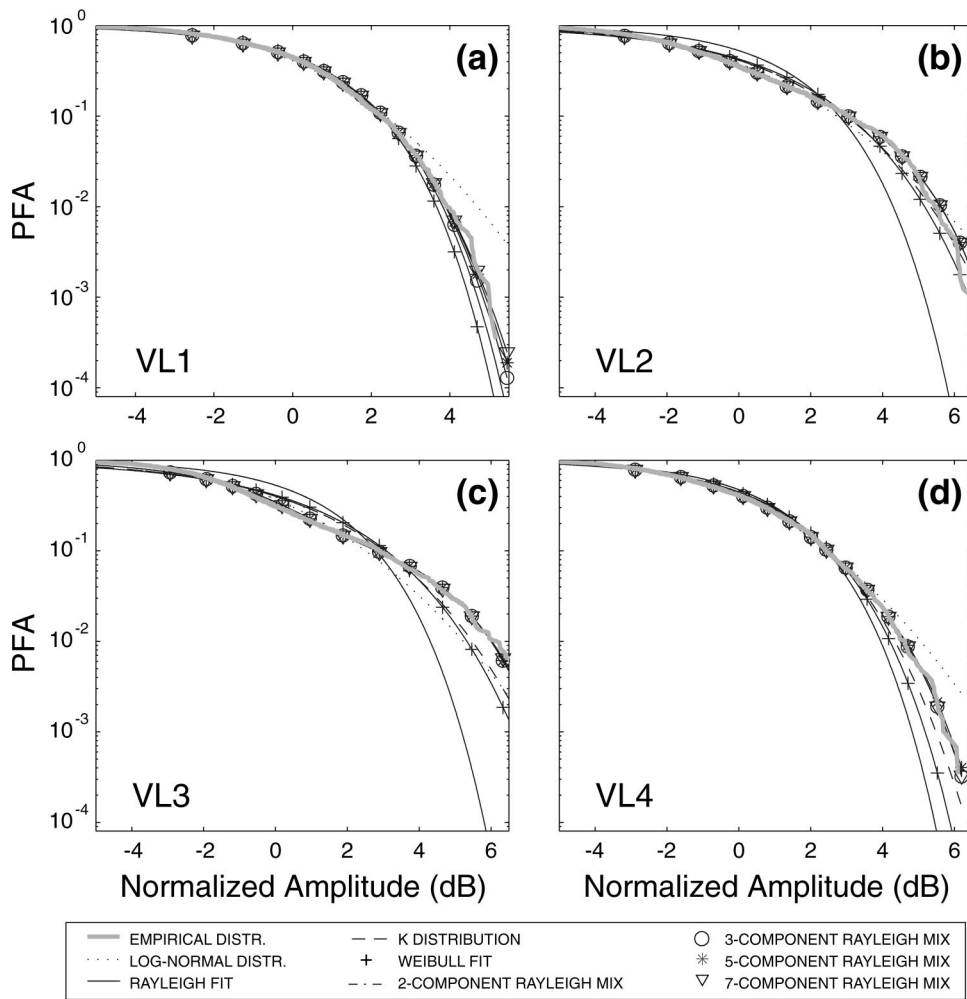 10^0
10^-1
10^-2
10^-3
10^-4
PFA
(a)
VL1
-4 -2 0 2 4
(b)
VL2
-4 -2 0 2 4 6
10^0
10^-1
10^-2
10^-3
10^-4
PFA
(c)
VL3
-4 -2 0 2 4 6
Normalized Amplitude (dB)
(d)
VL4
-4 -2 0 2 4 6
Normalized Amplitude (dB)
EMPIRICAL DISTR.
LOG-NORMAL DISTR.
RAYLEIGH FIT
K DISTRIBUTION
WEIBULL FIT
2-COMPONENT RAYLEIGH MIX
3-COMPONENT RAYLEIGH MIX
5-COMPONENT RAYLEIGH MIX
7-COMPONENT RAYLEIGH MIX